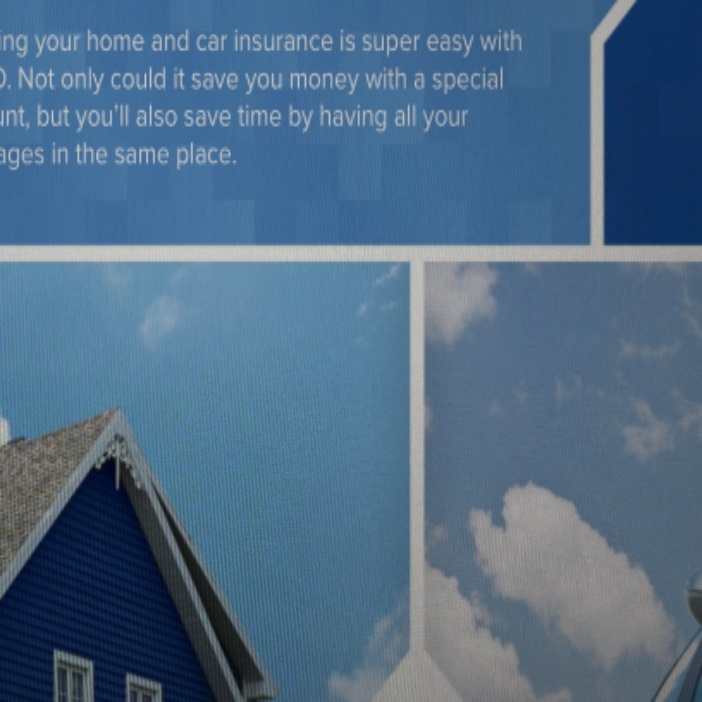 ing your home and car insurance is super easy with
O. Not only could it save you money with a special
unt, but you'll also save time by having all your
ages in the same place.